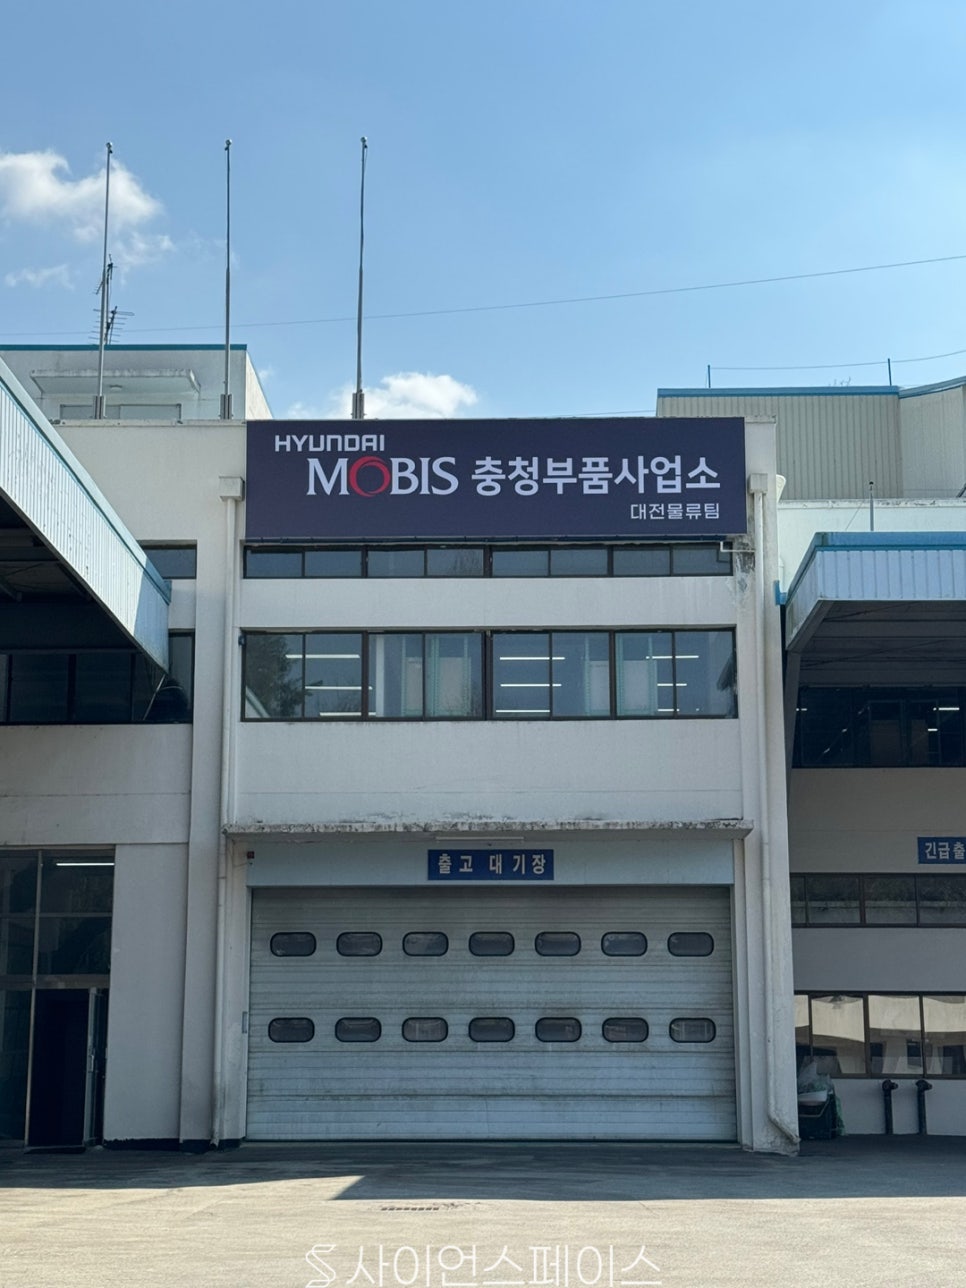 HYUNDAI
MOBIS 충청부품사업소
대전물류팀
출고 대기장
긴급출
사이언스페이스